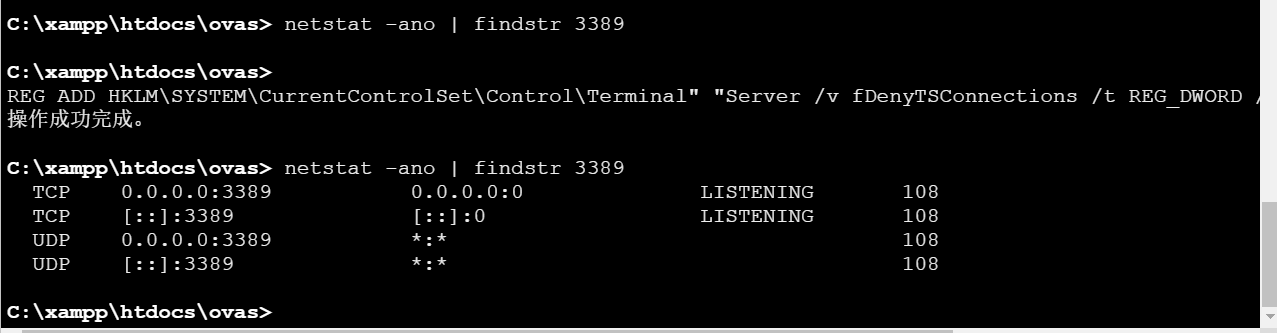 C:\xampp\htdocs\ovas> netstat -ano | findstr 3389
C:\xampp\htdocs\ovas>
REG ADD HKLM\SYSTEM\CurrentControlSet\Control\Terminal" "Server /v fDenyTSConnections /t REG_DWORD /
操作成功完成。
C:\xampp\htdocs\ovas> netstat -ano | findstr 3389
TCP 0.0.0.0:3389 0.0.0.0:0 LISTENING 108
TCP [::]:3389 [::]:0 LISTENING 108
UDP 0.0.0.0:3389 *:* 108
UDP [::]:3389 *:* 108
C:\xampp\htdocs\ovas>